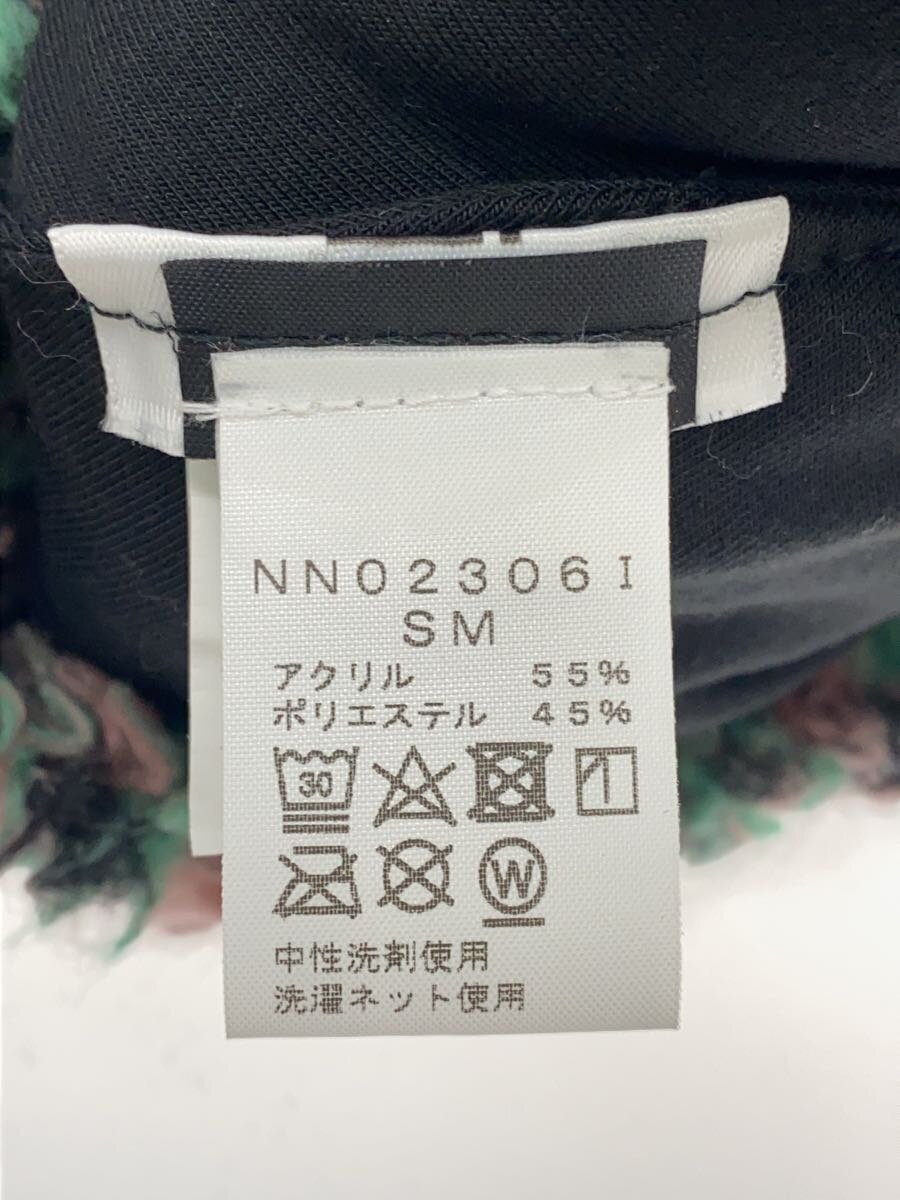 NN02306I
SM
アクリル 55%
ポリエステル 45%
30
W
中性洗剤使用
洗濯ネット使用